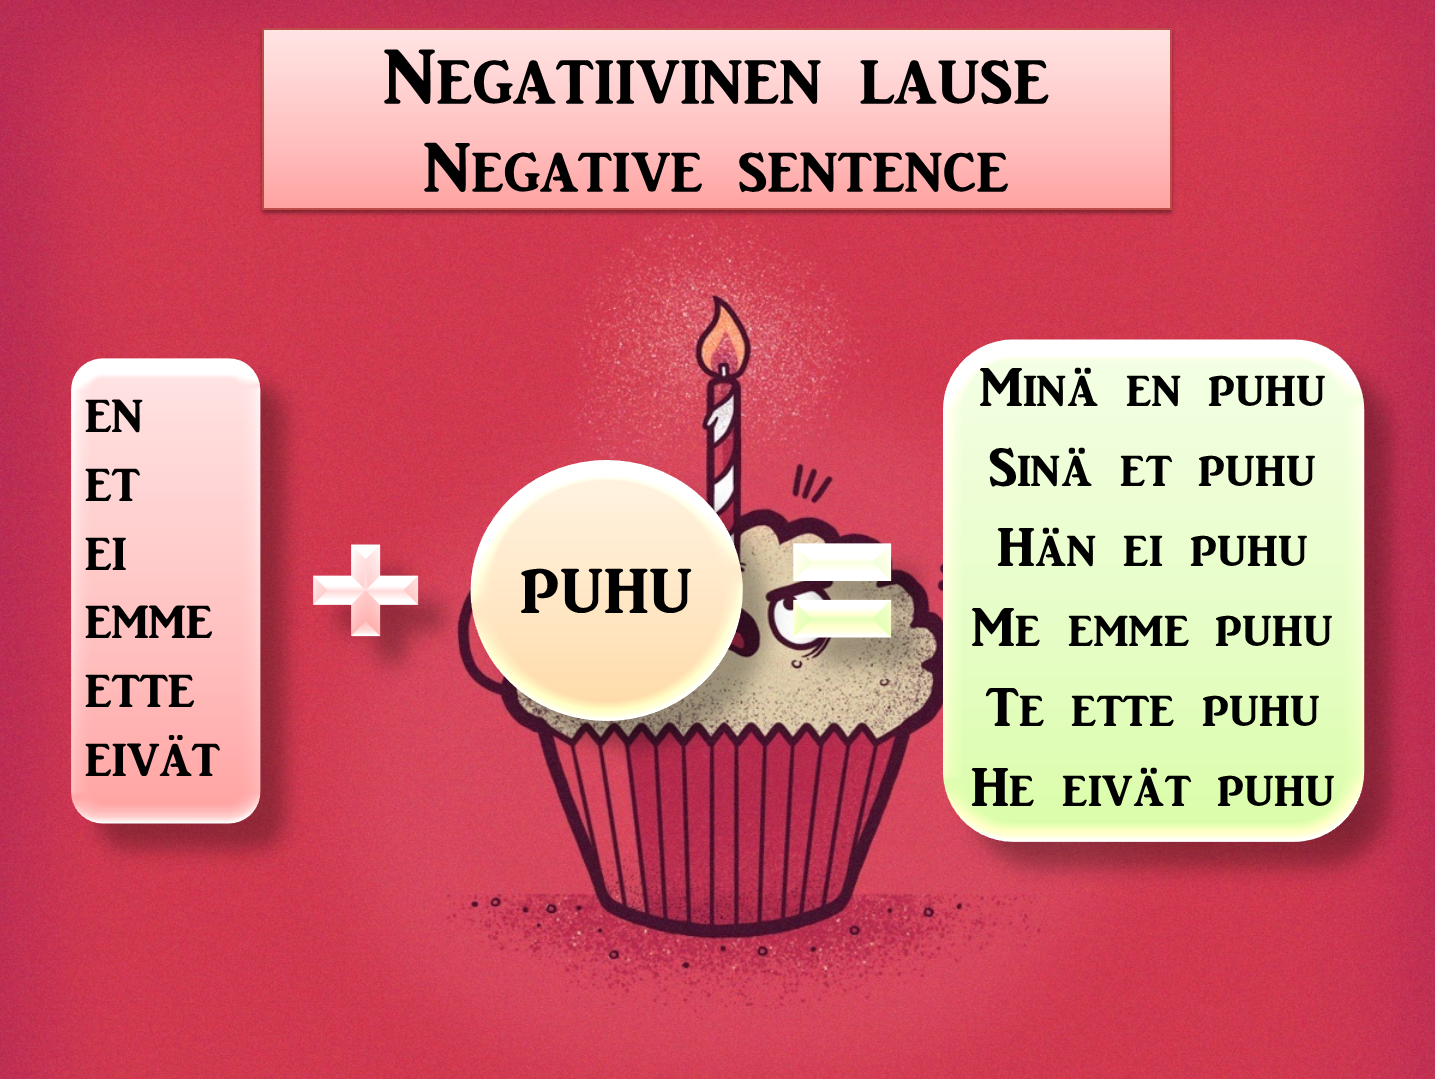 Negatiivinen lause
Negative sentence
en
et
ei
emme
ette
eivät
puhu
Minä en puhu
Sinä et puhu
Hän ei puhu
Me emme puhu
Te ette puhu
He eivät puhu